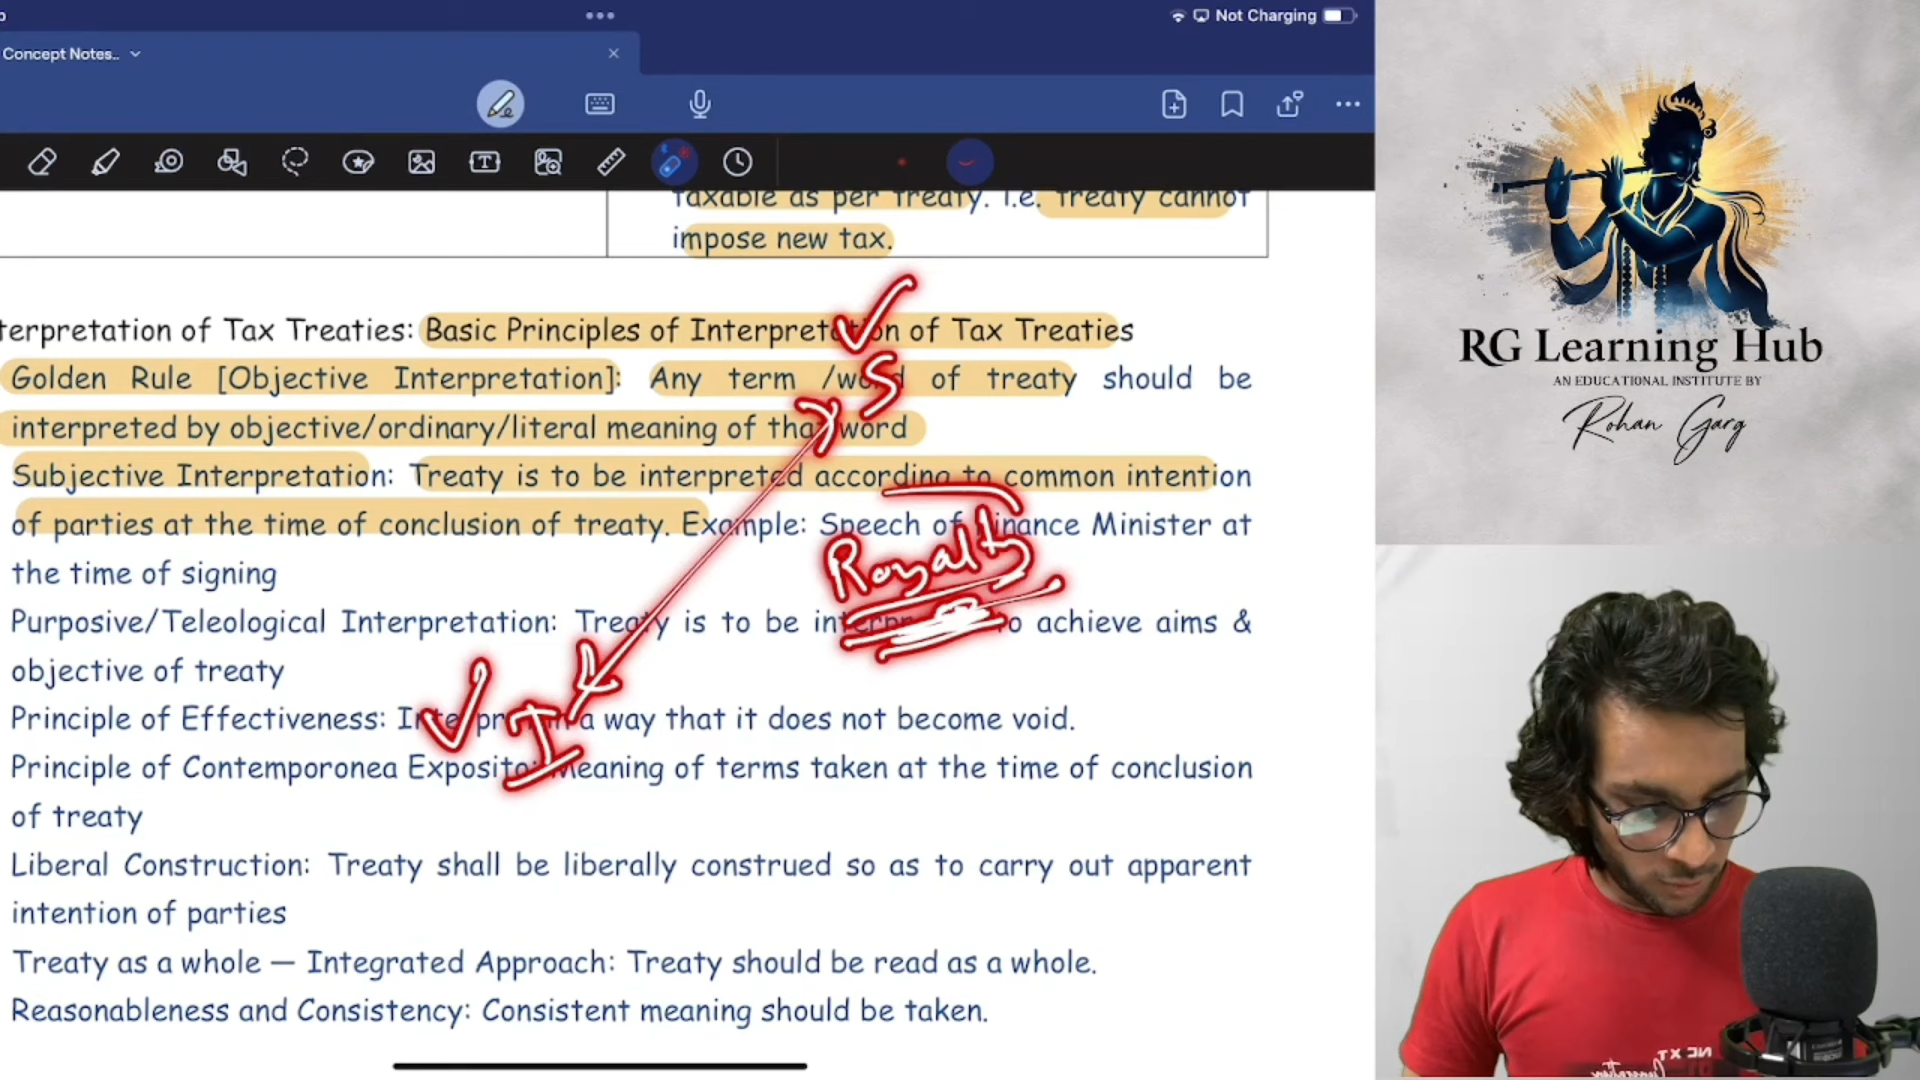 Not Charging
Concept Notes..
taxable as per treaty. i.e. treaty cannot
impose new tax.
terpretation of Tax Treaties: Basic Principles of Interpretation of Tax Treaties
Golden Rule [Objective Interpretation]: Any term /word of treaty should be
interpreted by objective/ordinary/literal meaning of that word
Subjective Interpretation: Treaty is to be interpreted according to common intention
of parties at the time of conclusion of treaty. Example: Speech of Finance Minister at
the time of signing
Purposive/Teleological Interpretation: Treaty is to be interpreted to achieve aims &
objective of treaty
Principle of Effectiveness: Interpret in a way that it does not become void.
Principle of Contemporonea Exposito: Meaning of terms taken at the time of conclusion
of treaty
Liberal Construction: Treaty shall be liberally construed so as to carry out apparent
intention of parties
Treaty as a whole — Integrated Approach: Treaty should be read as a whole.
Reasonableness and Consistency: Consistent meaning should be taken.
S
Royalty
I
RG Learning Hub
AN EDUCATIONAL INSTITUTE BY
Rohan Garg